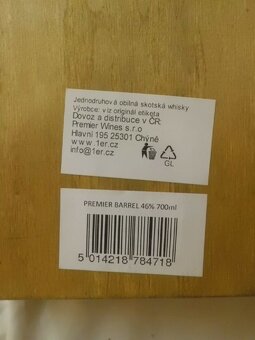 Jednodruhová obilná skotská whisky
Výrobce: viz originál etiketa
Dovoz a distribuce v ČR:
Premier Wines s.r.o
Hlavní 195 25301 Chýně
www.1er.cz
info@1er.cz
GL
PREMIER BARREL 46% 700ml
5 014218 784718